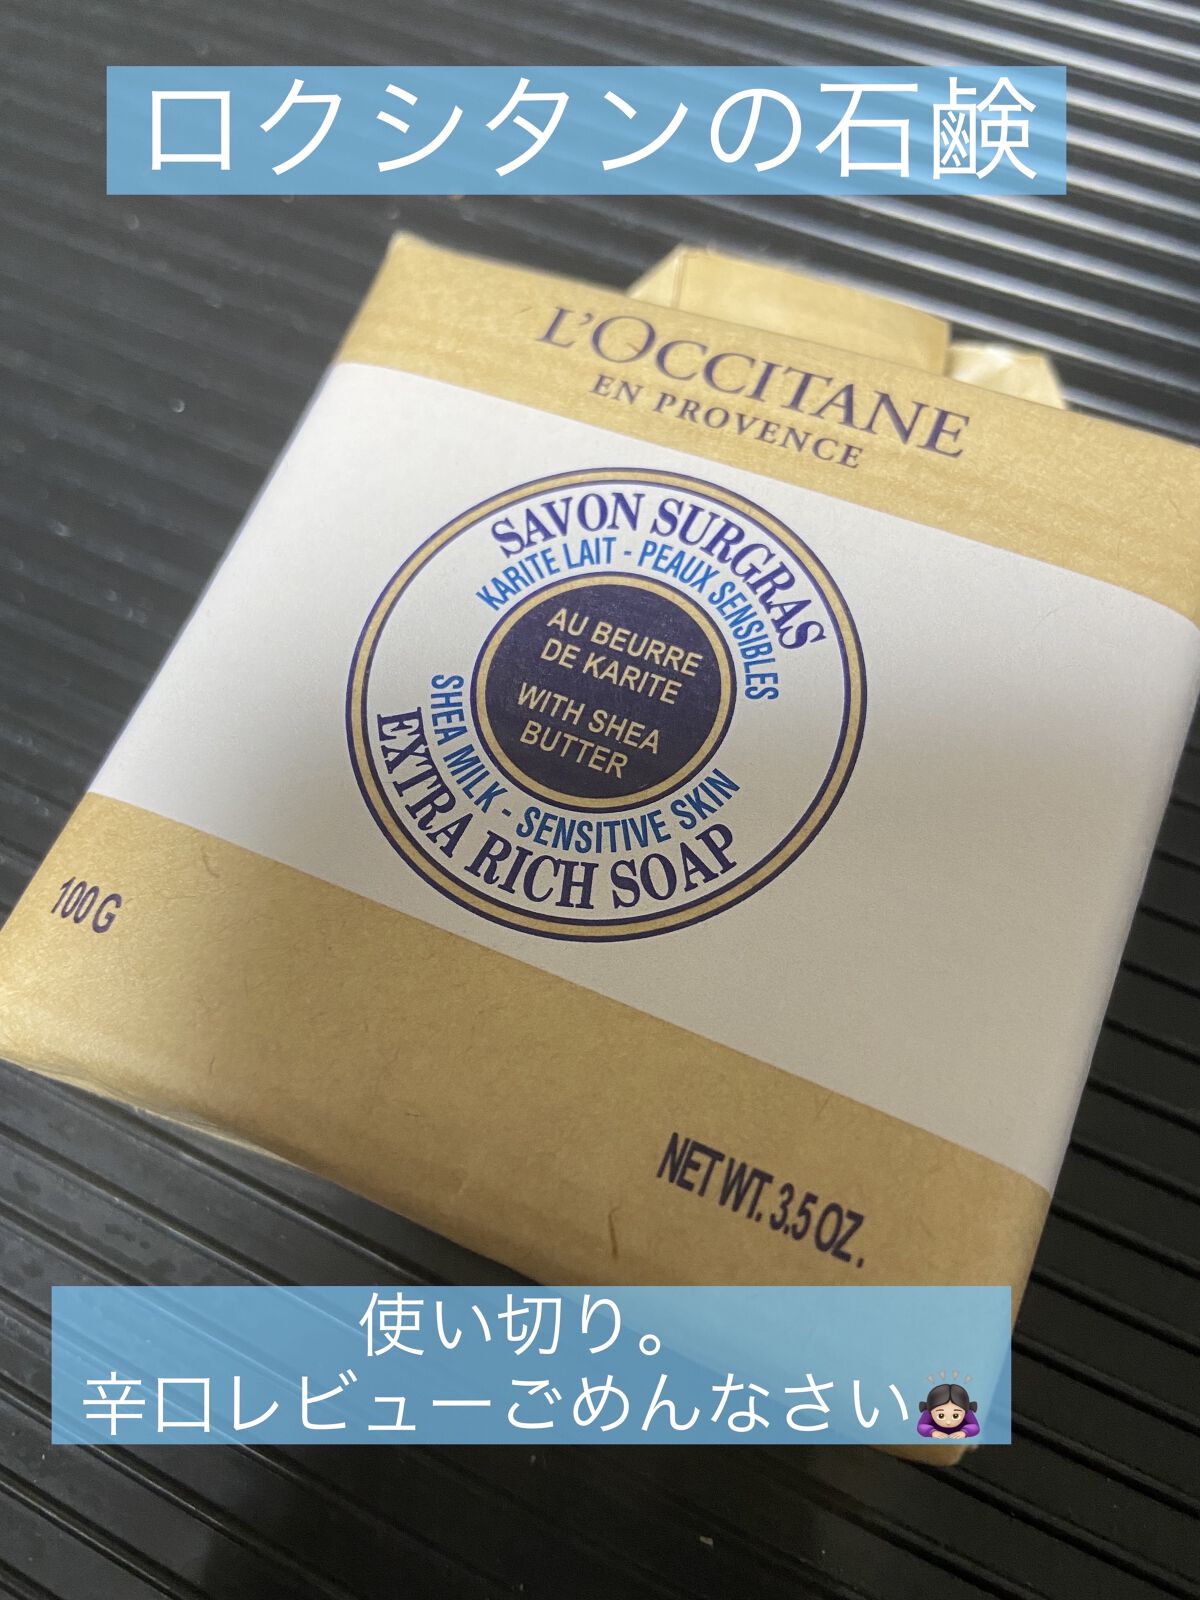 ロクシタンの石鹸
L'OCCITANE
EN PROVENCE
SAVON SURGRAS
KARITE LAIT - PEAUX SENSIBLES
AU BEURRE
DE KARITE
WITH SHEA
BUTTER
SHEA MILK - SENSITIVE SKIN
EXTRA RICH SOAP
100 G
NET WT. 3.5 OZ.
使い切り。
辛口レビューごめんなさい🙇🏻‍♀️